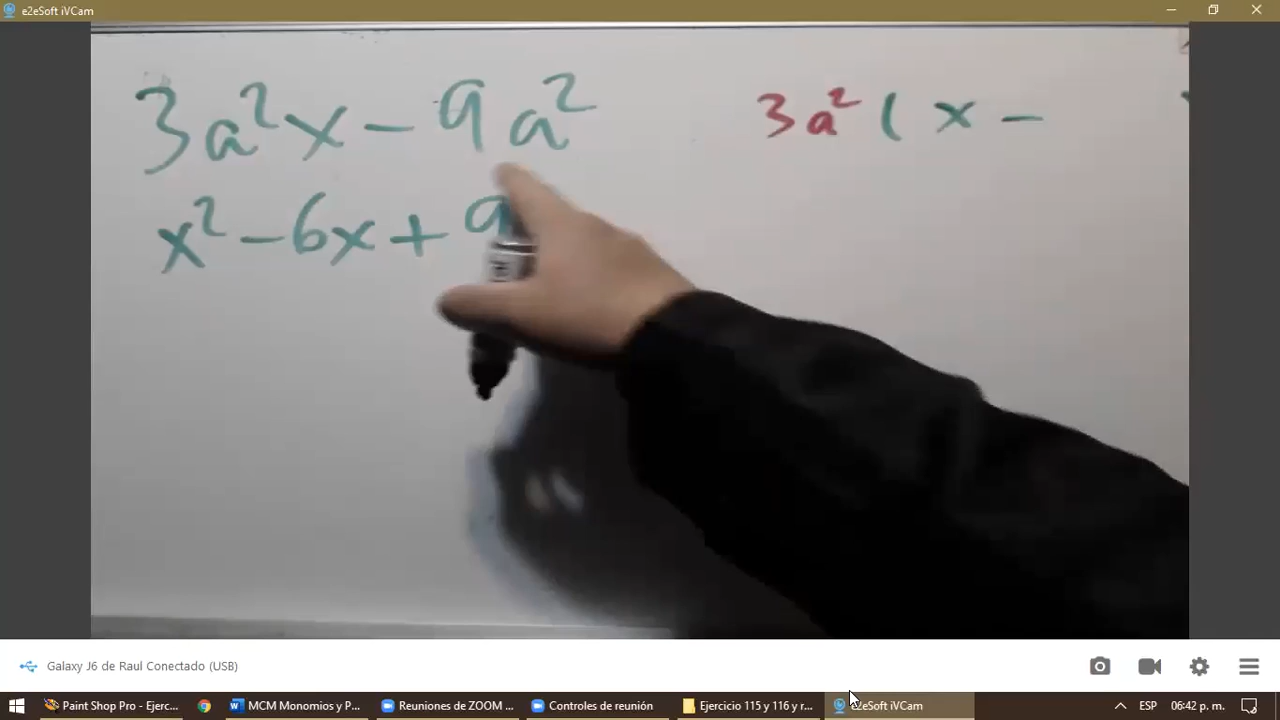 e2eSoft iVCam
3a²x - 9a²
3a² ( x -
x² - 6x + 9
Galaxy J6 de Raul Conectado (USB)
Paint Shop Pro - Ejerc...
MCM Monomios y P...
Reuniones de ZOOM ...
Controles de reunión
Ejercicio 115 y 116 y r...
e2eSoft iVCam
ESP
06:42 p. m.